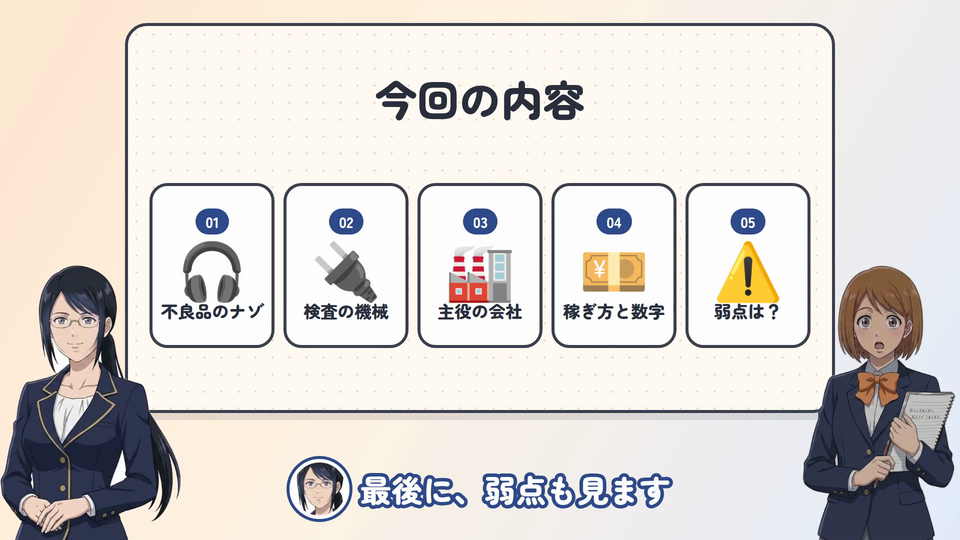 今回の内容
01
不良品のナゾ
02
検査の機械
03
主役の会社
04
稼ぎ方と数字
05
弱点は？
最後に、弱点も見ます